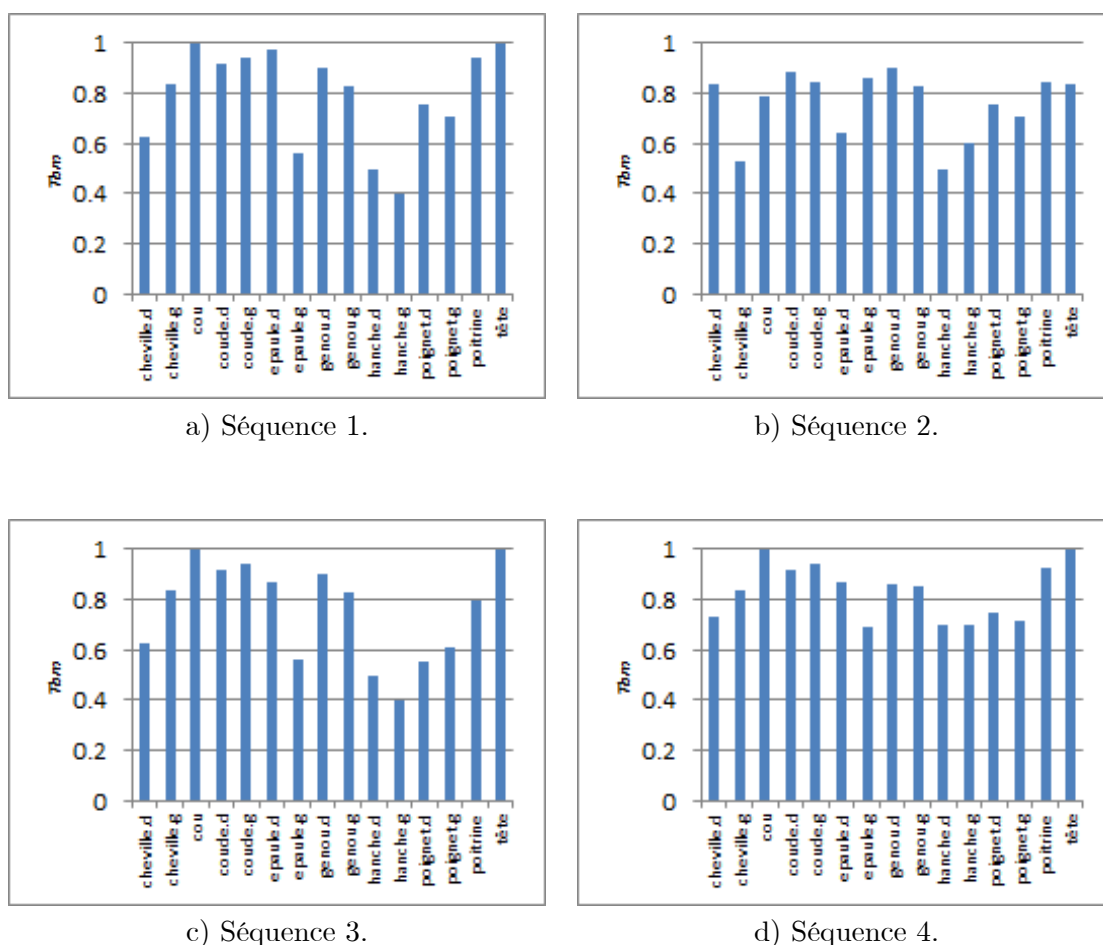 1
0.8
0.6
0.4
0.2
0
Tbm
cheville.d
cheville.g
cou
coude.d
coude.g
epaule.d
epaule.g
genou.d
genou.g
hanche.d
hanche.g
poignet.d
poignet.g
poitrine
tête
a) Séquence 1.
1
0.8
0.6
0.4
0.2
0
Tbm
cheville.d
cheville.g
cou
coude.d
coude.g
epaule.d
epaule.g
genou.d
genou.g
hanche.d
hanche.g
poignet.d
poignet.g
poitrine
tête
b) Séquence 2.
1
0.8
0.6
0.4
0.2
0
Tbm
cheville.d
cheville.g
cou
coude.d
coude.g
epaule.d
epaule.g
genou.d
genou.g
hanche.d
hanche.g
poignet.d
poignet.g
poitrine
tête
c) Séquence 3.
1
0.8
0.6
0.4
0.2
0
Tbm
cheville.d
cheville.g
cou
coude.d
coude.g
epaule.d
epaule.g
genou.d
genou.g
hanche.d
hanche.g
poignet.d
poignet.g
poitrine
tête
d) Séquence 4.